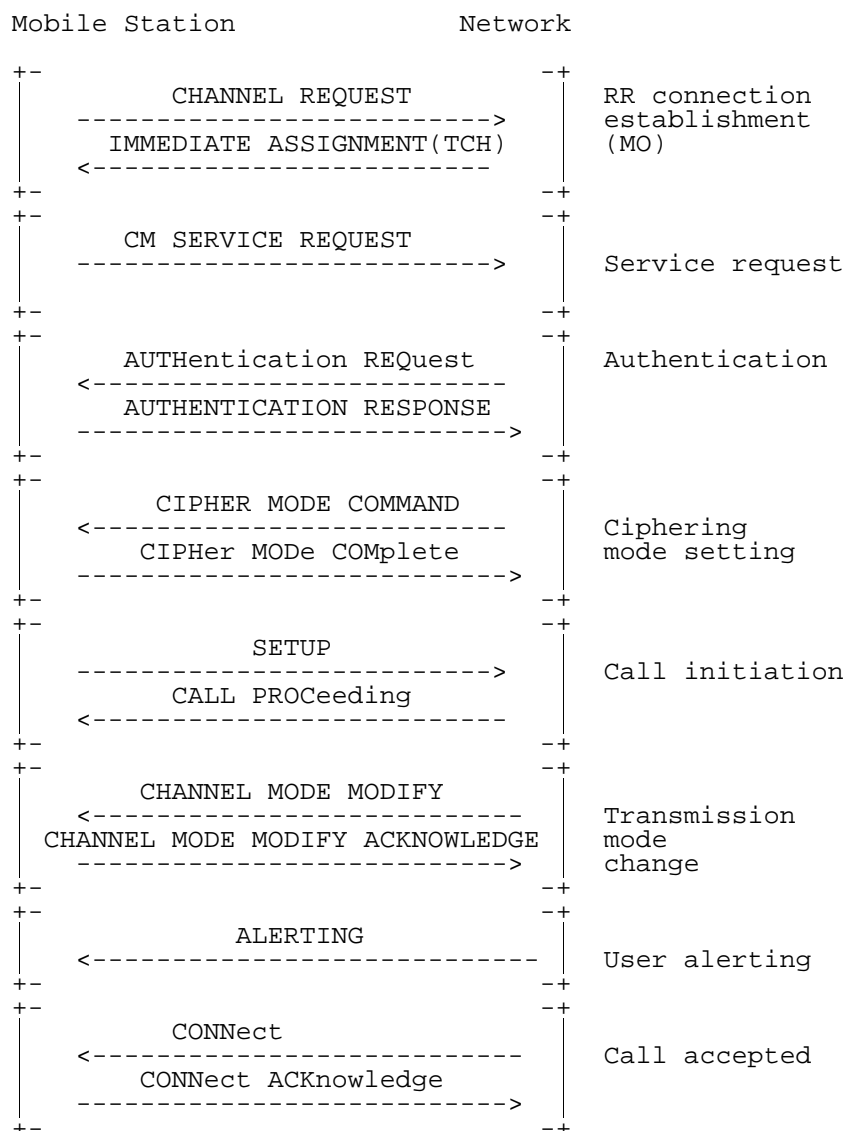 Mobile Station Network
CHANNEL REQUEST RR connection
-------------------------> establishment
IMMEDIATE ASSIGNMENT(TCH) (MO)
<-------------------------
CM SERVICE REQUEST
--------------------------> Service request
AUTHentication REQuest Authentication
<--------------------------
AUTHENTICATION RESPONSE
--------------------------->
CIPHER MODE COMMAND
<-------------------------- Ciphering
CIPHer MODe COMplete mode setting
--------------------------->
SETUP
--------------------------> Call initiation
CALL PROCeeding
<--------------------------
CHANNEL MODE MODIFY
<--------------------------- Transmission
CHANNEL MODE MODIFY ACKNOWLEDGE mode
---------------------------> change
ALERTING
<---------------------------- User alerting
CONNect
<--------------------------- Call accepted
CONNect ACKnowledge
--------------------------->